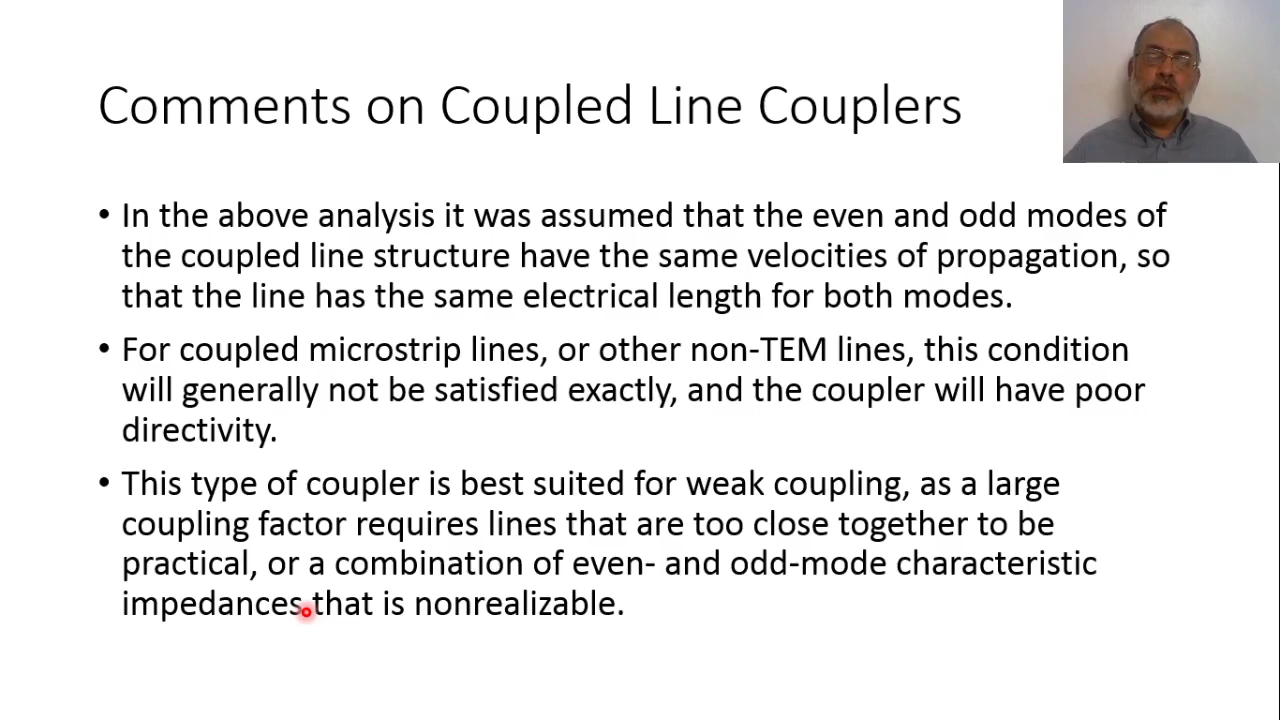 Comments on Coupled Line Couplers
• In the above analysis it was assumed that the even and odd modes of
the coupled line structure have the same velocities of propagation, so
that the line has the same electrical length for both modes.
• For coupled microstrip lines, or other non-TEM lines, this condition
will generally not be satisfied exactly, and the coupler will have poor
directivity.
• This type of coupler is best suited for weak coupling, as a large
coupling factor requires lines that are too close together to be
practical, or a combination of even- and odd-mode characteristic
impedances that is nonrealizable.